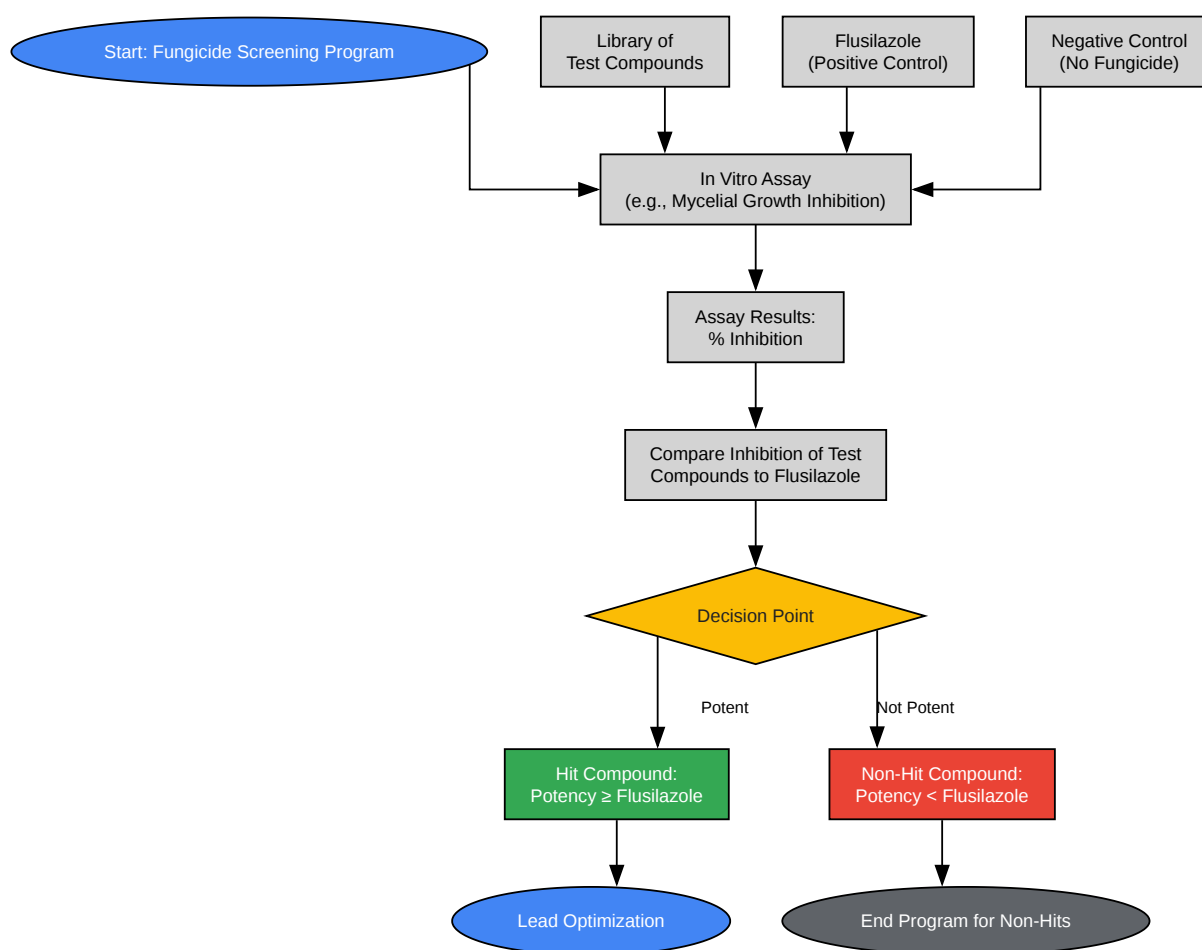 Start: Fungicide Screening Program
Library of
Test Compounds
Flusilazole
(Positive Control)
Negative Control
(No Fungicide)
In Vitro Assay
(e.g., Mycelial Growth Inhibition)
Assay Results:
% Inhibition
Compare Inhibition of Test
Compounds to Flusilazole
Decision Point
Potent
Not Potent
Hit Compound:
Potency ≥ Flusilazole
Non-Hit Compound:
Potency < Flusilazole
Lead Optimization
End Program for Non-Hits